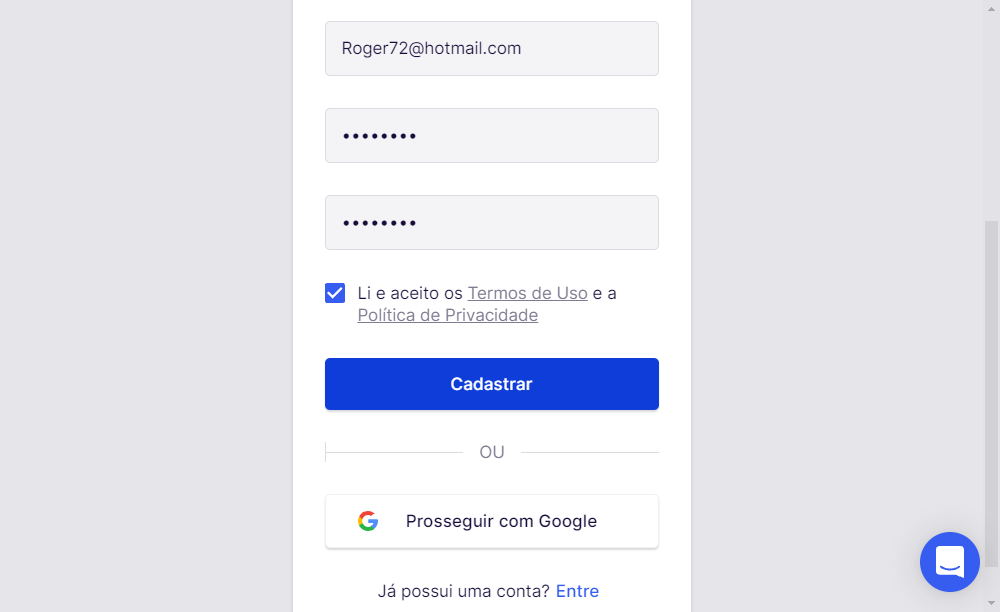 Roger72@hotmail.com
••••••••
••••••••
Li e aceito os Termos de Uso e a
Política de Privacidade
Cadastrar
OU
Prosseguir com Google
Já possui uma conta? Entre